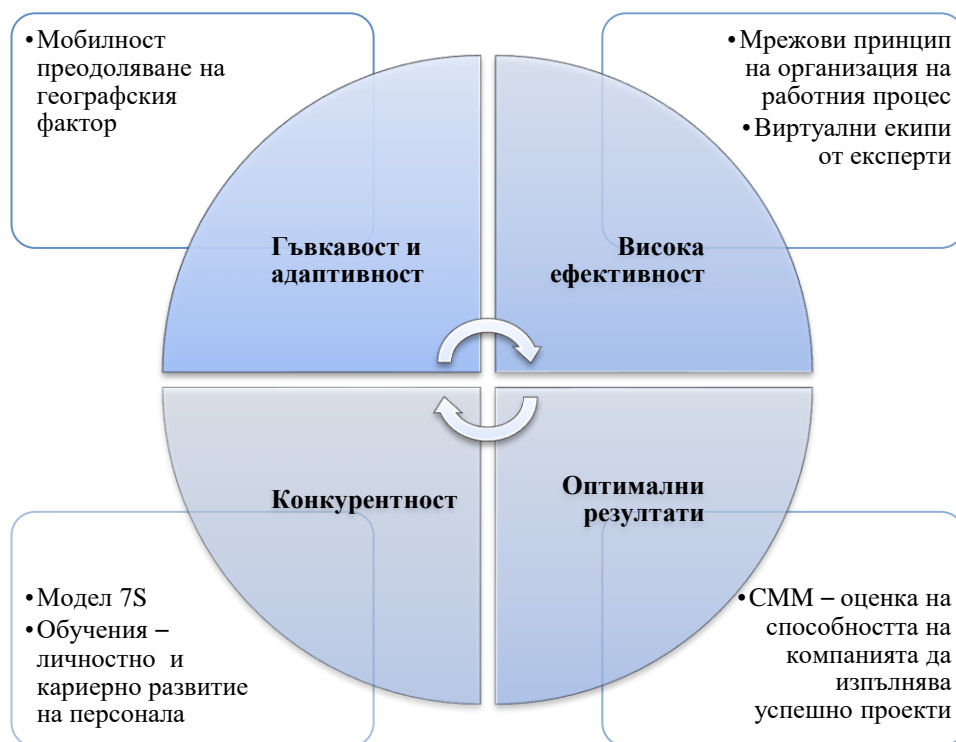 •Мобилност
преодоляване на
географския
фактор
•Мрежови принцип
на организация на
работния процес
•Виртуални екипи
от експерти
Гъвкавост и
адаптивност
Висока
ефективност
Конкурентност
Оптимални
резултати
•Модел 7S
•Обучения –
личностно и
кариерно развитие
на персонала
•СММ – оценка на
способността на
компанията да
изпълнява
успешно проекти